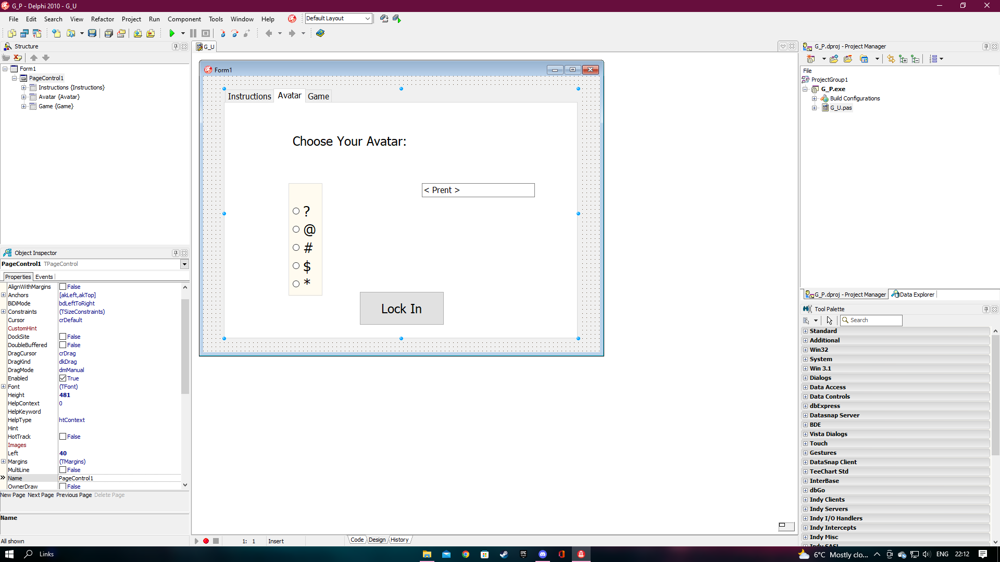 G_P - Delphi 2010 - G_U
File Edit Search View Refactor Project Run Component Tools Window Help Default Layout
Structure
Form1
PageControl1
Instructions {Instructions}
Avatar {Avatar}
Game {Game}
Object Inspector
PageControl1 TPageControl
Properties Events
AlignWithMargins False
Anchors [akLeft,akTop]
BiDiMode bdLeftToRight
Constraints (TSizeConstraints)
Cursor crDefault
CustomHint
DockSite False
DoubleBuffered False
DragCursor crDrag
DragKind dkDrag
DragMode dmManual
Enabled True
Font (TFont)
Height 481
HelpContext 0
HelpKeyword
HelpType htContext
Hint
HotTrack False
Images
Left 40
Margins (TMargins)
MultiLine False
Name PageControl1
OwnerDraw False
New Page Next Page Previous Page Delete Page
Name
All shown
G_U
Form1
Instructions Avatar Game
Choose Your Avatar:
< Prent >
?
@
#
$
*
Lock In
1: 1 Insert
Code Design History
G_P.dproj - Project Manager
File
ProjectGroup1
G_P.exe
Build Configurations
G_U.pas
G_P.dproj - Project Manager Data Explorer
Tool Palette
Search
Standard
Additional
Win32
System
Win 3.1
Dialogs
Data Access
Data Controls
dbExpress
Datasnap Server
BDE
Vista Dialogs
Touch
Gestures
DataSnap Client
TeeChart Std
InterBase
dbGo
Indy Clients
Indy Servers
Indy I/O Handlers
Indy Intercepts
Indy Misc
Indy SASL
Links
EPIC
6°C Mostly clo... ENG 22:12